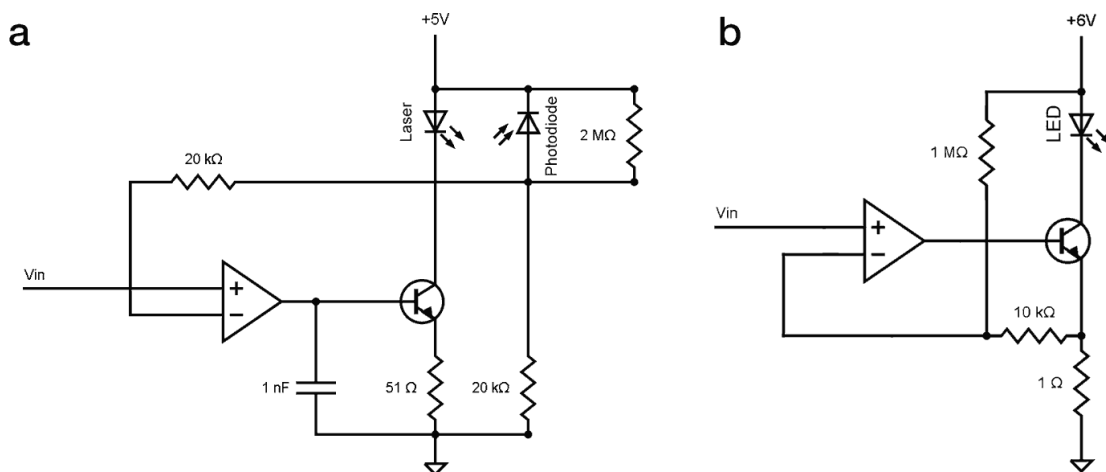 a
+5V
Laser
Photodiode
2 MΩ
20 kΩ
Vin
+
−
1 nF
51 Ω
20 kΩ
b
+6V
LED
1 MΩ
Vin
+
−
10 kΩ
1 Ω